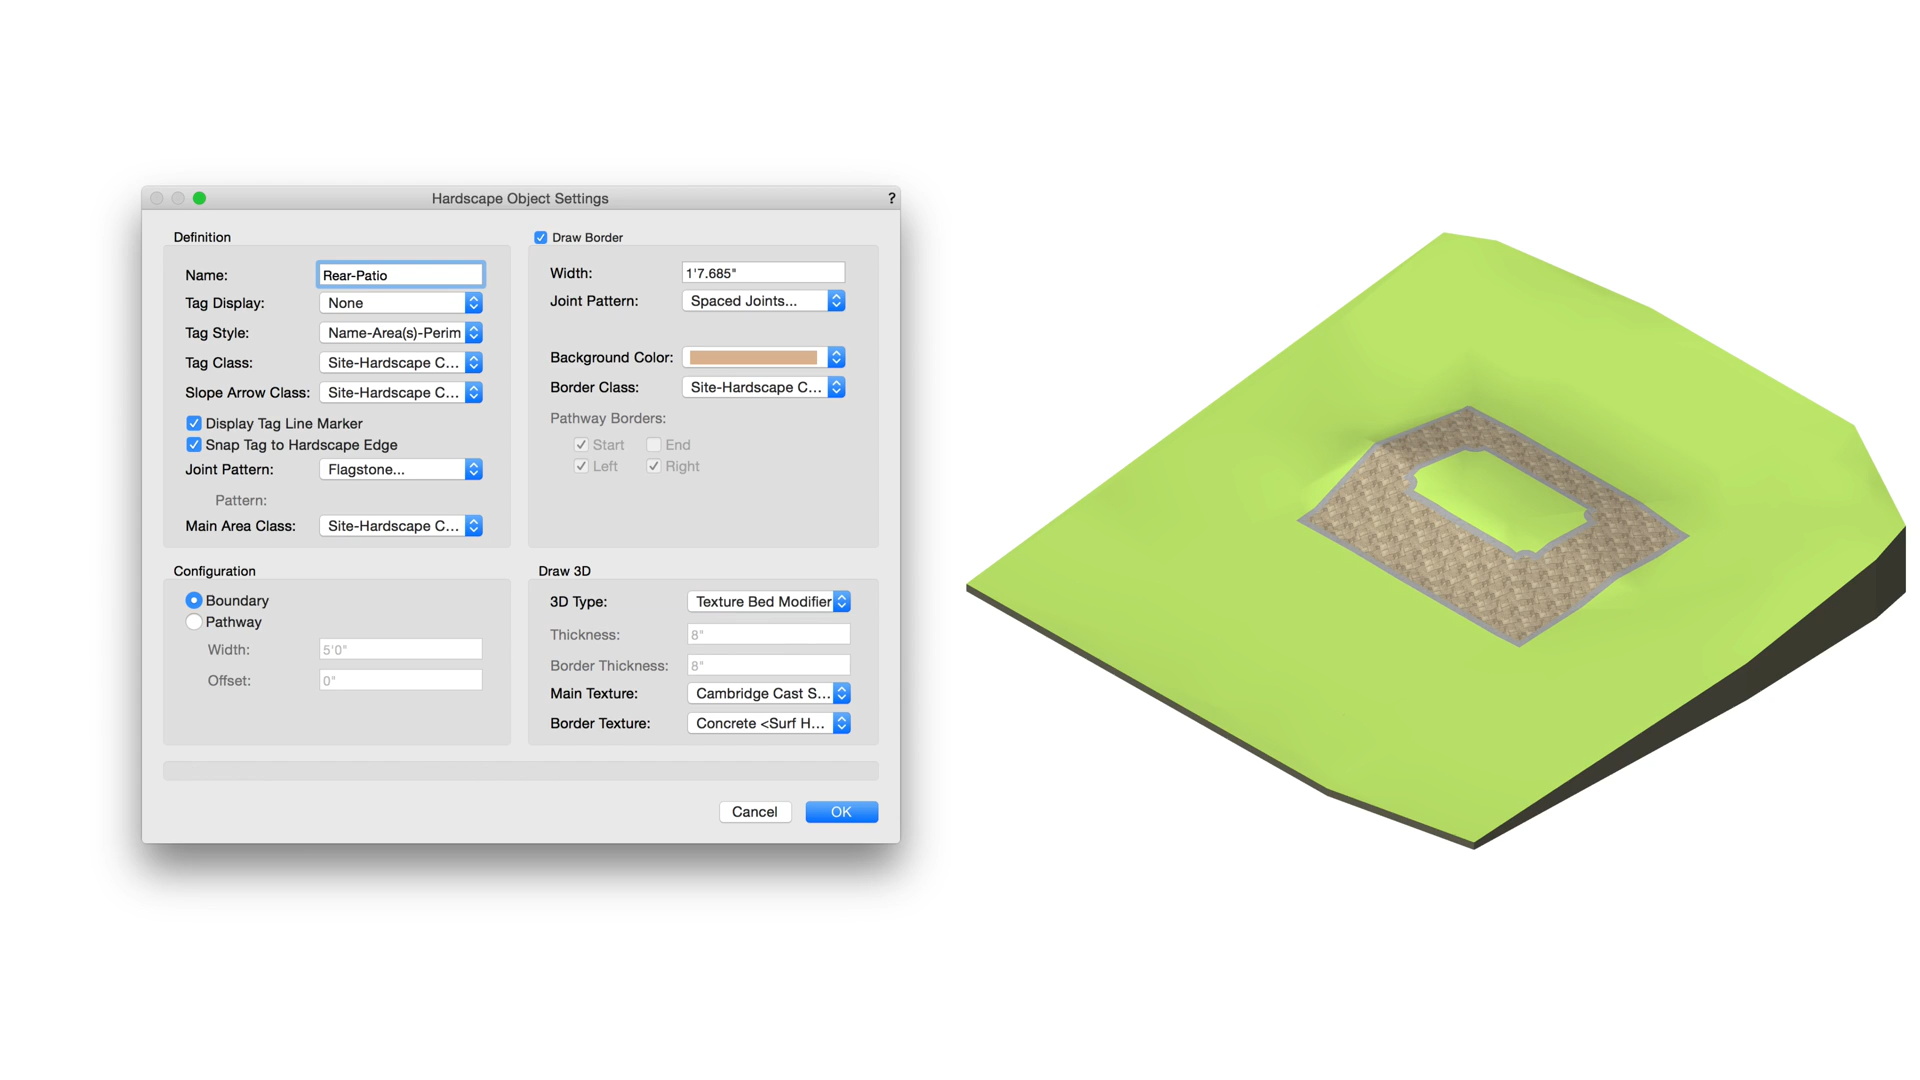 Hardscape Object Settings
?
Definition
Name: Rear-Patio
Tag Display: None
Tag Style: Name-Area(s)-Perim
Tag Class: Site-Hardscape C...
Slope Arrow Class: Site-Hardscape C...
Display Tag Line Marker
Snap Tag to Hardscape Edge
Joint Pattern: Flagstone...
Pattern:
Main Area Class: Site-Hardscape C...
Draw Border
Width: 1'7.685"
Joint Pattern: Spaced Joints...
Background Color:
Border Class: Site-Hardscape C...
Pathway Borders:
Start End
Left Right
Configuration
Boundary
Pathway
Width: 5'0"
Offset: 0"
Draw 3D
3D Type: Texture Bed Modifier
Thickness: 8"
Border Thickness: 8"
Main Texture: Cambridge Cast S...
Border Texture: Concrete <Surf H...
Cancel OK